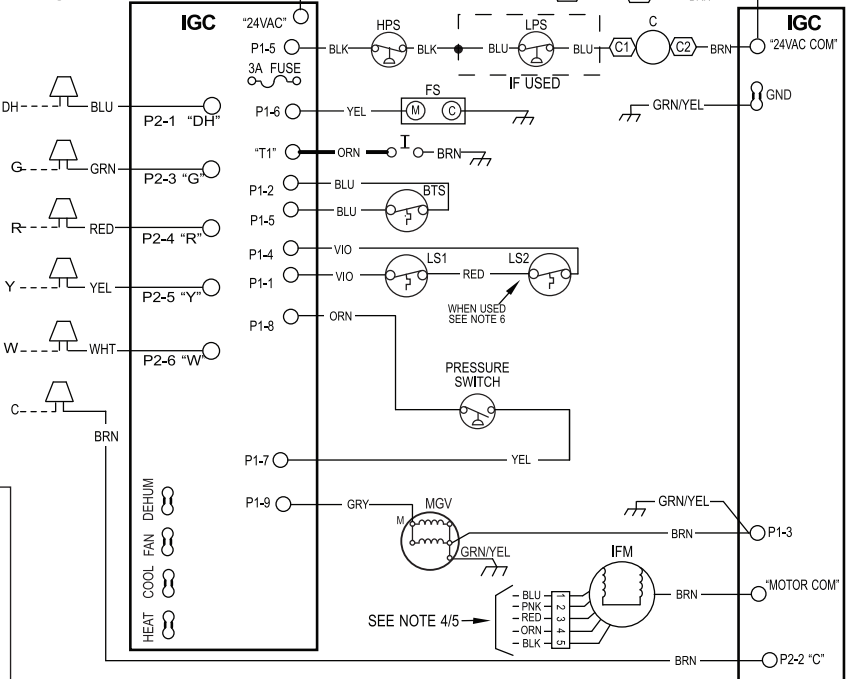 IGC
"24VAC"
P1-5
BLK
HPS
BLK
BLU
LPS
BLU
IF USED
C1
C
C2
BRN
IGC
"24VAC COM"
3A FUSE
P1-6
YEL
FS
M
C
GRN/YEL
GND
DH
BLU
P2-1 "DH"
"T1"
ORN
I
BRN
G
GRN
P2-3 "G"
P1-2
BLU
P1-5
BLU
BTS
R
RED
P2-4 "R"
P1-4
VIO
P1-1
VIO
LS1
RED
LS2
WHEN USED
SEE NOTE 6
Y
YEL
P2-5 "Y"
P1-8
ORN
W
WHT
P2-6 "W"
PRESSURE
SWITCH
C
BRN
P1-7
YEL
P1-9
GRY
M
MGV
GRN/YEL
GRN/YEL
BRN
P1-3
DEHUM
FAN
COOL
HEAT
SEE NOTE 4/5
BLU 1
PNK 2
RED 3
ORN 4
BLK 5
IFM
BRN
"MOTOR COM"
BRN
P2-2 "C"